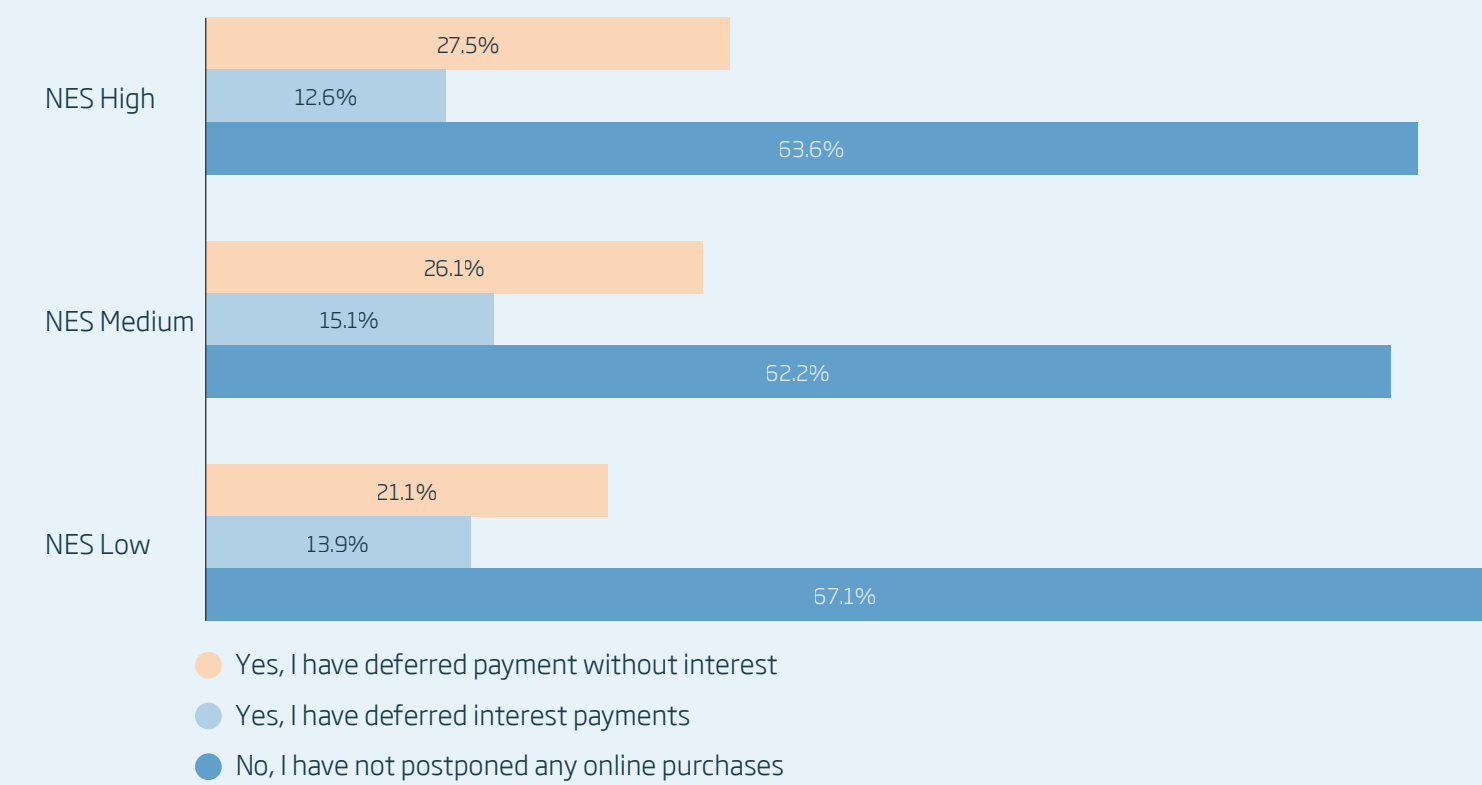 27.5%
NES High
12.6%
63.6%
26.1%
NES Medium
15.1%
62.2%
21.1%
NES Low
13.9%
67.1%
Yes, I have deferred payment without interest
Yes, I have deferred interest payments
No, I have not postponed any online purchases